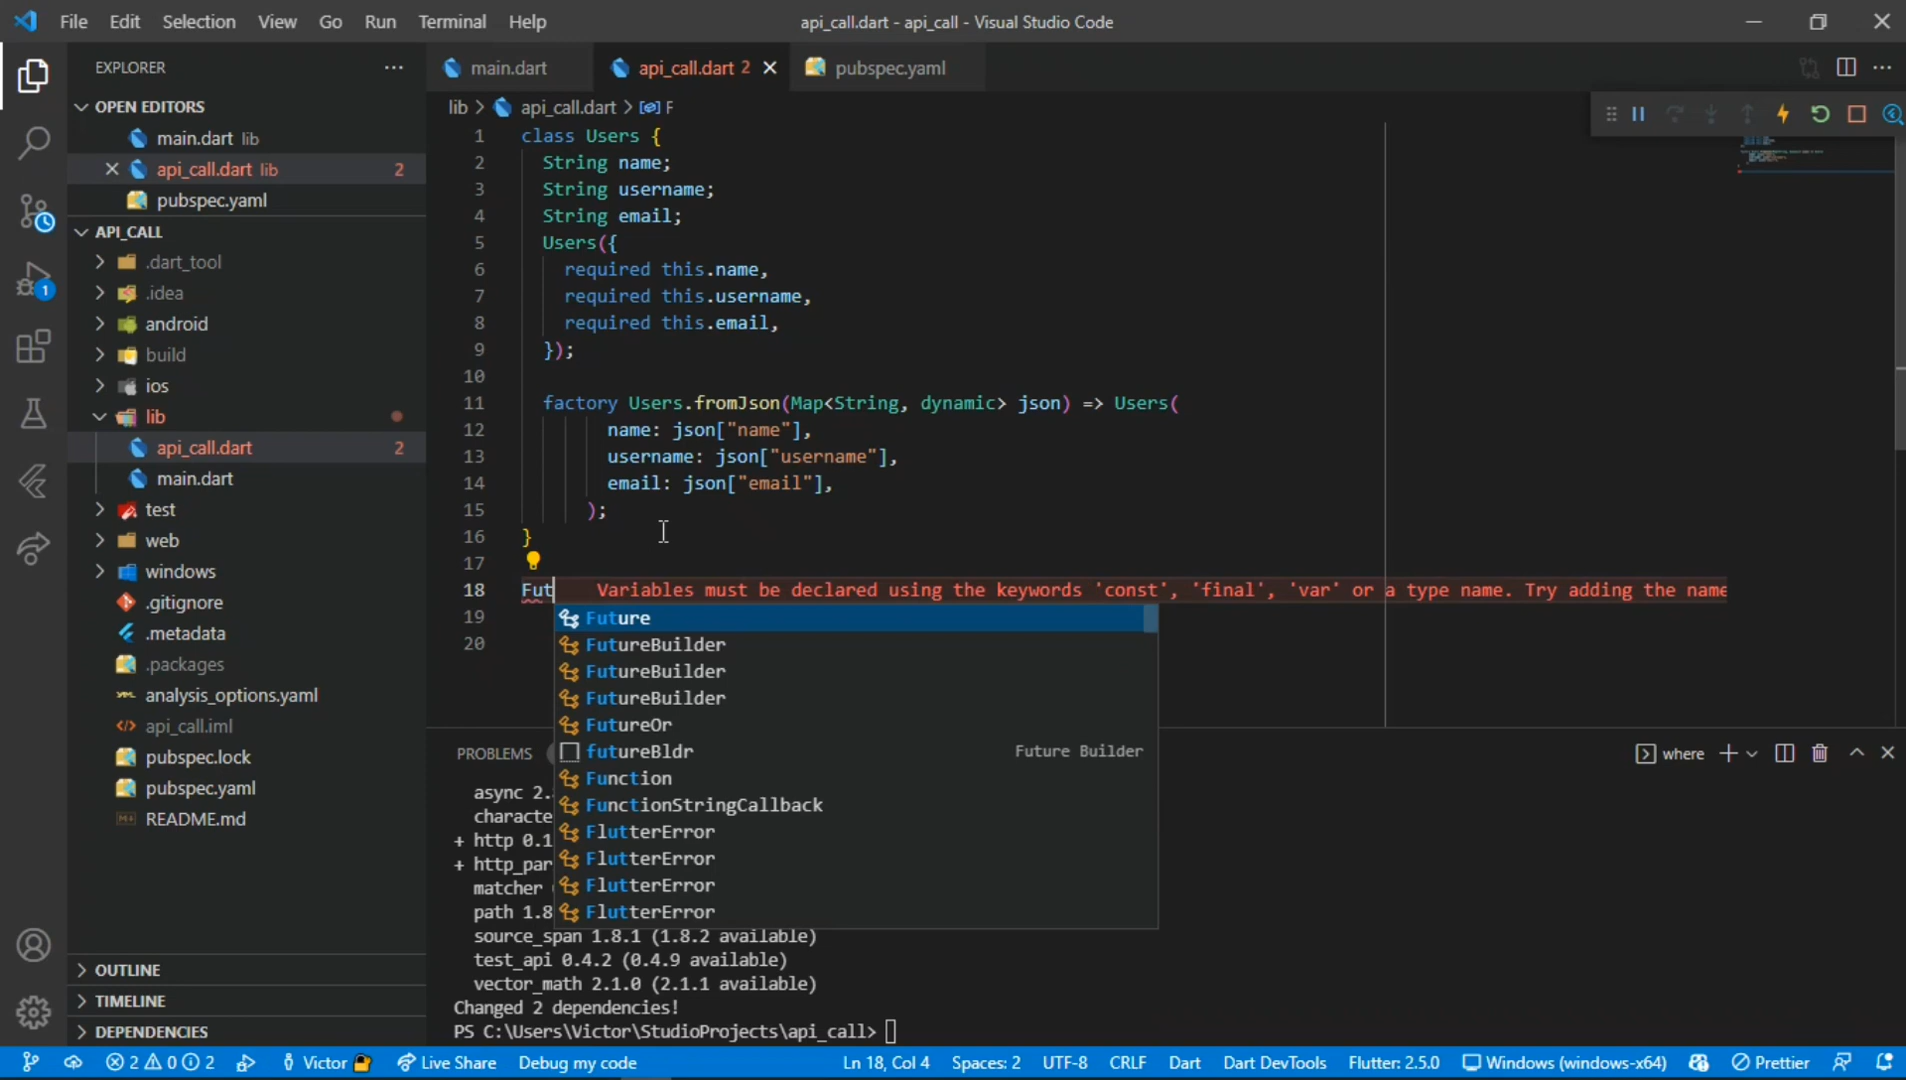 File Edit Selection View Go Run Terminal Help
api_call.dart - api_call - Visual Studio Code
EXPLORER
OPEN EDITORS
main.dart lib
api_call.dart lib 2
pubspec.yaml
API_CALL
.dart_tool
.idea
android
build
ios
lib
api_call.dart 2
main.dart
test
web
windows
.gitignore
.metadata
.packages
analysis_options.yaml
api_call.iml
pubspec.lock
pubspec.yaml
README.md
OUTLINE
TIMELINE
DEPENDENCIES
1
main.dart api_call.dart 2 pubspec.yaml
lib > api_call.dart > F
1 class Users {
2 String name;
3 String username;
4 String email;
5 Users({
6 required this.name,
7 required this.username,
8 required this.email,
9 });
10
11 factory Users.fromJson(Map<String, dynamic> json) => Users(
12 name: json["name"],
13 username: json["username"],
14 email: json["email"],
15 );
16 }
17
18 Fut Variables must be declared using the keywords 'const', 'final', 'var' or a type name. Try adding the name
19
20
Future
FutureBuilder
FutureBuilder
FutureBuilder
FutureOr
futureBldr Future Builder
Function
FunctionStringCallback
FlutterError
FlutterError
FlutterError
FlutterError
PROBLEMS
where
async 2.
characte
+ http 0.1
+ http_par
matcher
path 1.8
source_span 1.8.1 (1.8.2 available)
test_api 0.4.2 (0.4.9 available)
vector_math 2.1.0 (2.1.1 available)
Changed 2 dependencies!
PS C:\Users\Victor\StudioProjects\api_call>
2 0 2 Victor Live Share Debug my code Ln 18, Col 4 Spaces: 2 UTF-8 CRLF Dart Dart DevTools Flutter: 2.5.0 Windows (windows-x64) Prettier